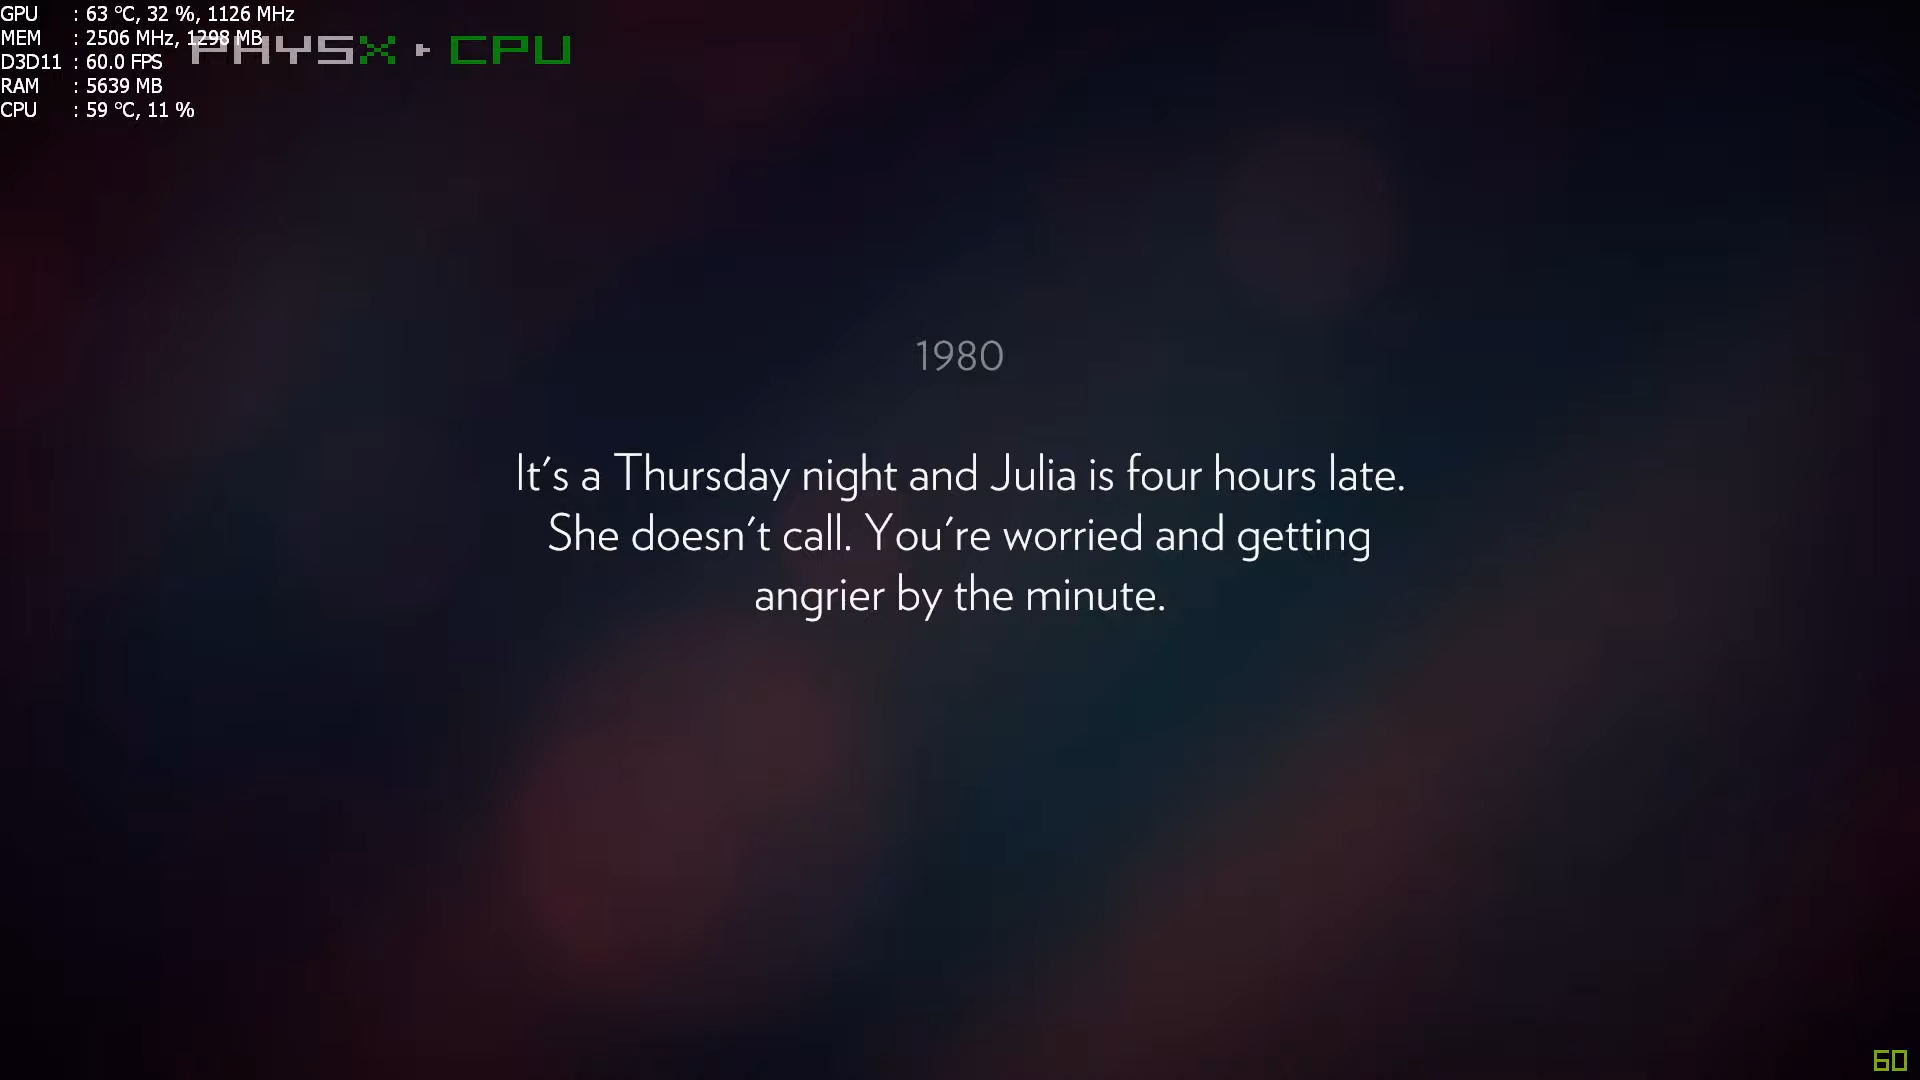 GPU : 63 °C, 32 %, 1126 MHz
MEM : 2506 MHz, 1298 MB
D3D11 : 60.0 FPS
RAM : 5639 MB
CPU : 59 °C, 11 %
PHYSX ▸ CPU
1980
It's a Thursday night and Julia is four hours late.
She doesn't call. You're worried and getting
angrier by the minute.
60